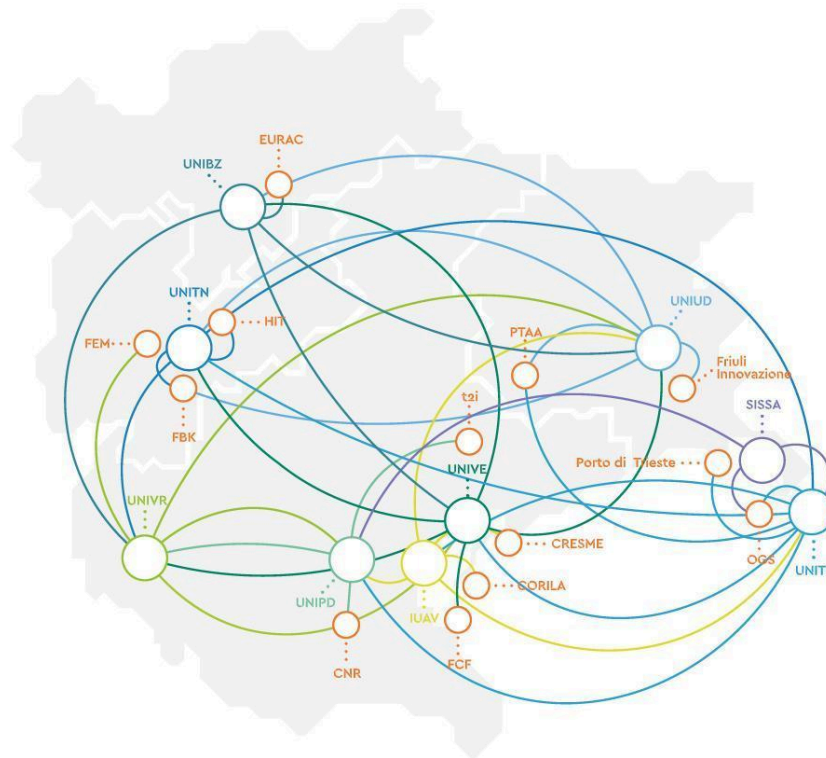 EURAC
UNIBZ
UNITN
HIT
FEM
FBK
PTAA
UNIUD
Friuli
Innovazione
t2i
SISSA
UNIVE
Porto di Trieste
UNIVR
CRESME
OGS
UNIT
CORILA
UNIPD
IUAV
CNR
FCF